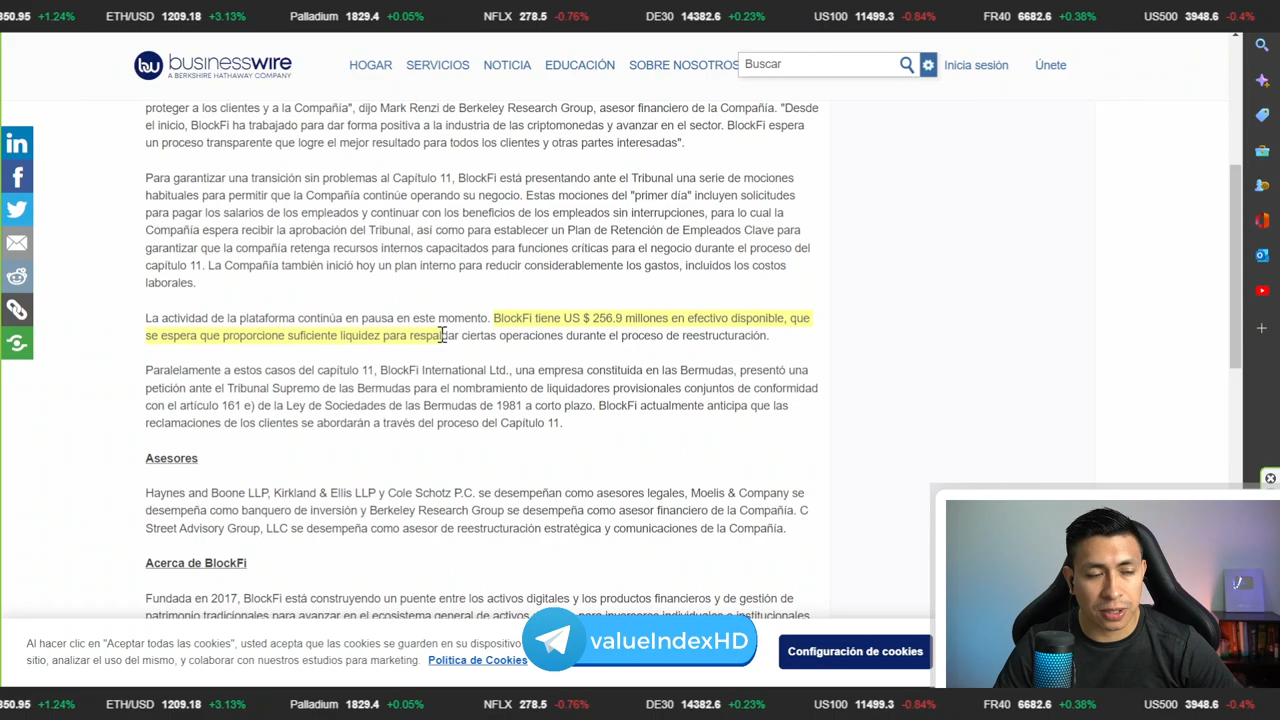 350.95 +1.24% ETH/USD 1209.18 +3.13% Palladium 1829.4 +0.05% NFLX 278.5 -0.76% DE30 14382.6 +0.23% US100 11499.3 -0.84% FR40 6682.6 +0.38% US500 3948.6 -0.4%
businesswire
A BERKSHIRE HATHAWAY COMPANY
HOGAR SERVICIOS NOTICIA EDUCACIÓN SOBRE NOSOTROS Buscar Inicia sesión Únete
proteger a los clientes y a la Compañía", dijo Mark Renzi de Berkeley Research Group, asesor financiero de la Compañía. "Desde
el inicio, BlockFi ha trabajado para dar forma positiva a la industria de las criptomonedas y avanzar en el sector. BlockFi espera
un proceso transparente que logre el mejor resultado para todos los clientes y otras partes interesadas".
Para garantizar una transición sin problemas al Capítulo 11, BlockFi está presentando ante el Tribunal una serie de mociones
habituales para permitir que la Compañía continúe operando su negocio. Estas mociones del "primer día" incluyen solicitudes
para pagar los salarios de los empleados y continuar con los beneficios de los empleados sin interrupciones, para lo cual la
Compañía espera recibir la aprobación del Tribunal, así como para establecer un Plan de Retención de Empleados Clave para
garantizar que la compañía retenga recursos internos capacitados para funciones críticas para el negocio durante el proceso del
capítulo 11. La Compañía también inició hoy un plan interno para reducir considerablemente los gastos, incluidos los costos
laborales.
La actividad de la plataforma continúa en pausa en este momento. BlockFi tiene US $ 256.9 millones en efectivo disponible, que
se espera que proporcione suficiente liquidez para respaldar ciertas operaciones durante el proceso de reestructuración.
Paralelamente a estos casos del capítulo 11, BlockFi International Ltd., una empresa constituida en las Bermudas, presentó una
petición ante el Tribunal Supremo de las Bermudas para el nombramiento de liquidadores provisionales conjuntos de conformidad
con el artículo 161 e) de la Ley de Sociedades de las Bermudas de 1981 a corto plazo. BlockFi actualmente anticipa que las
reclamaciones de los clientes se abordarán a través del proceso del Capítulo 11.
Asesores
Haynes and Boone LLP, Kirkland & Ellis LLP y Cole Schotz P.C. se desempeñan como asesores legales, Moelis & Company se
desempeña como banquero de inversión y Berkeley Research Group se desempeña como asesor financiero de la Compañía. C
Street Advisory Group, LLC se desempeña como asesor de reestructuración estratégica y comunicaciones de la Compañía.
Acerca de BlockFi
Fundada en 2017, BlockFi está construyendo un puente entre los activos digitales y los productos financieros y de gestión de
patrimonio tradicionales para avanzar en el ecosistema general de activos
Al hacer clic en "Aceptar todas las cookies", usted acepta que las cookies se guarden en su dispositivo
sitio, analizar el uso del mismo, y colaborar con nuestros estudios para marketing. Política de Cookies
valueIndexHD
Configuración de cookies
350.95 +1.24% ETH/USD 1209.18 +3.13% Palladium 1829.4 +0.05% NFLX 278.5 -0.76% DE30 14382.6 +0.23% US100 11499.3 -0.84% FR40 6682.6 +0.38% US500 3948.6 -0.4%